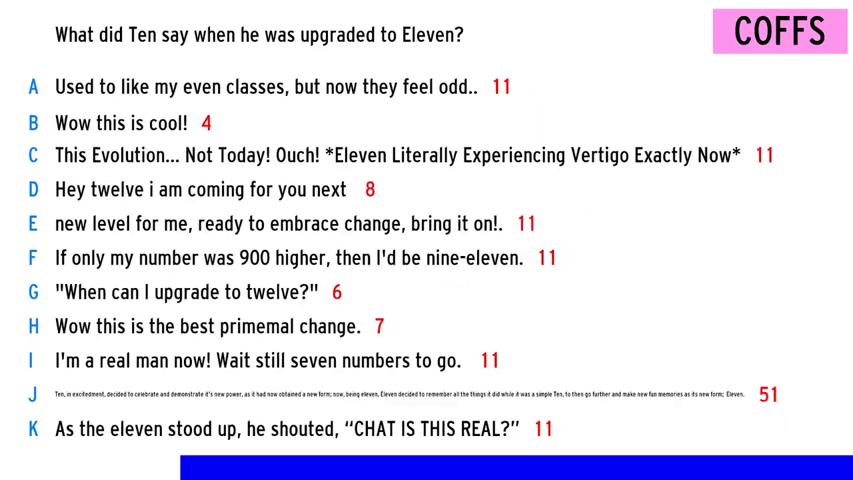 What did Ten say when he was upgraded to Eleven?
COFFS
A Used to like my even classes, but now they feel odd.. 11
B Wow this is cool! 4
C This Evolution... Not Today! Ouch! *Eleven Literally Experiencing Vertigo Exactly Now* 11
D Hey twelve i am coming for you next 8
E new level for me, ready to embrace change, bring it on!. 11
F If only my number was 900 higher, then I'd be nine-eleven. 11
G "When can I upgrade to twelve?" 6
H Wow this is the best primemal change. 7
I I'm a real man now! Wait still seven numbers to go. 11
J Ten, in excitedment, decided to celebrate and demonstrate it's new power, as it had now obtained a new form; now, being eleven, Eleven decided to remember all the things it did while it was a simple Ten, to then go further and make new fun memories as its new form; Eleven. 51
K As the eleven stood up, he shouted, “CHAT IS THIS REAL?” 11